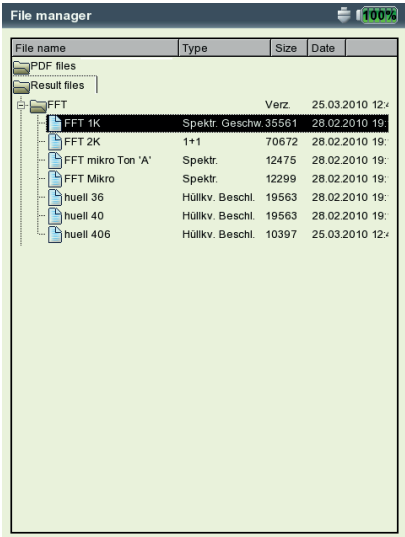 File manager 100%
File name Type Size Date
PDF files
Result files
FFT Verz. 25.03.2010 12:4
FFT 1K Spektr. Geschw. 35561 28.02.2010 19:
FFT 2K 1+1 70672 28.02.2010 19:
FFT mikro Ton 'A' Spektr. 12475 28.02.2010 19:
FFT Mikro Spektr. 12299 28.02.2010 19:
huell 36 Hüllkv. Beschl. 19563 28.02.2010 19:
huell 40 Hüllkv. Beschl. 19563 28.02.2010 19:
huell 406 Hüllkv. Beschl. 10397 25.03.2010 12:4